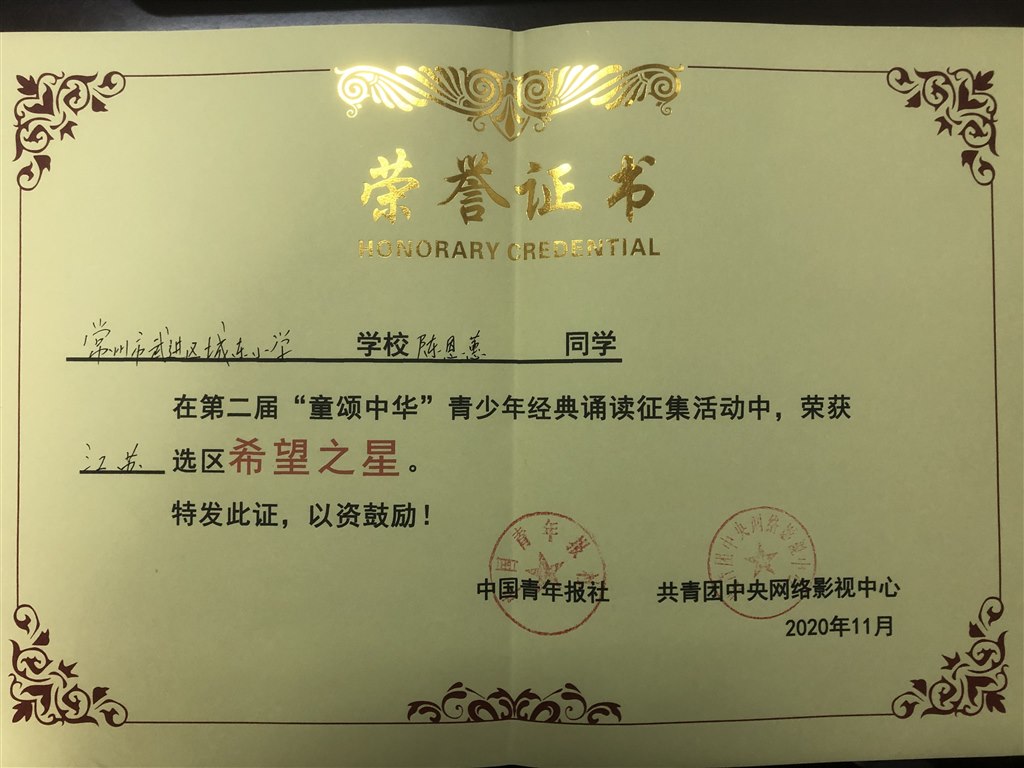 荣誉证书
HONORARY CREDENTIAL
常州市武进区城东小学 学校 陈恩惠 同学
在第二届“童颂中华”青少年经典诵读征集活动中，荣获
江苏 选区希望之星。
特发此证，以资鼓励！
中国青年报社 共青团中央网络影视中心
2020年11月